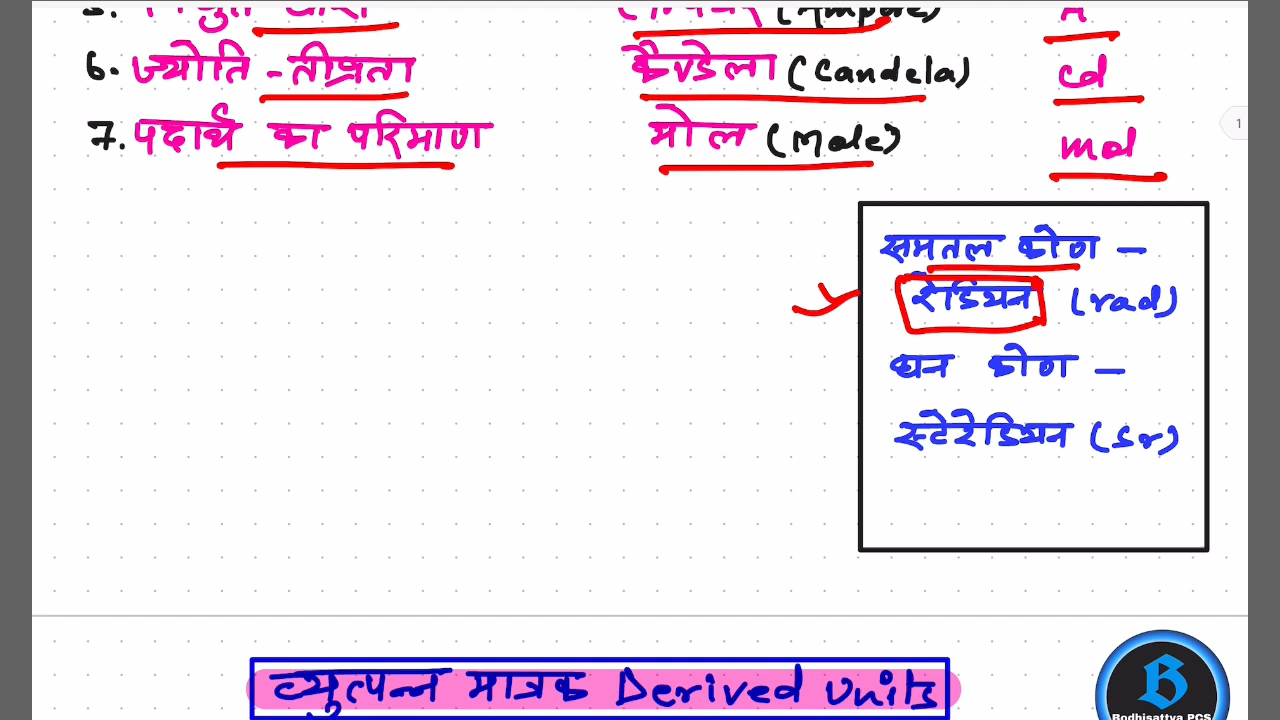 6. ज्योति - तीव्रता कैण्डेला (Candela) cd
7. पदार्थ का परिमाण मोल (Mole) mol
1
समतल कोण -
रेडियन (rad)
घन कोण -
स्टेरेडियन (Sr)
व्युत्पन्न मात्रक Derived Units
Bodhisattva PCS